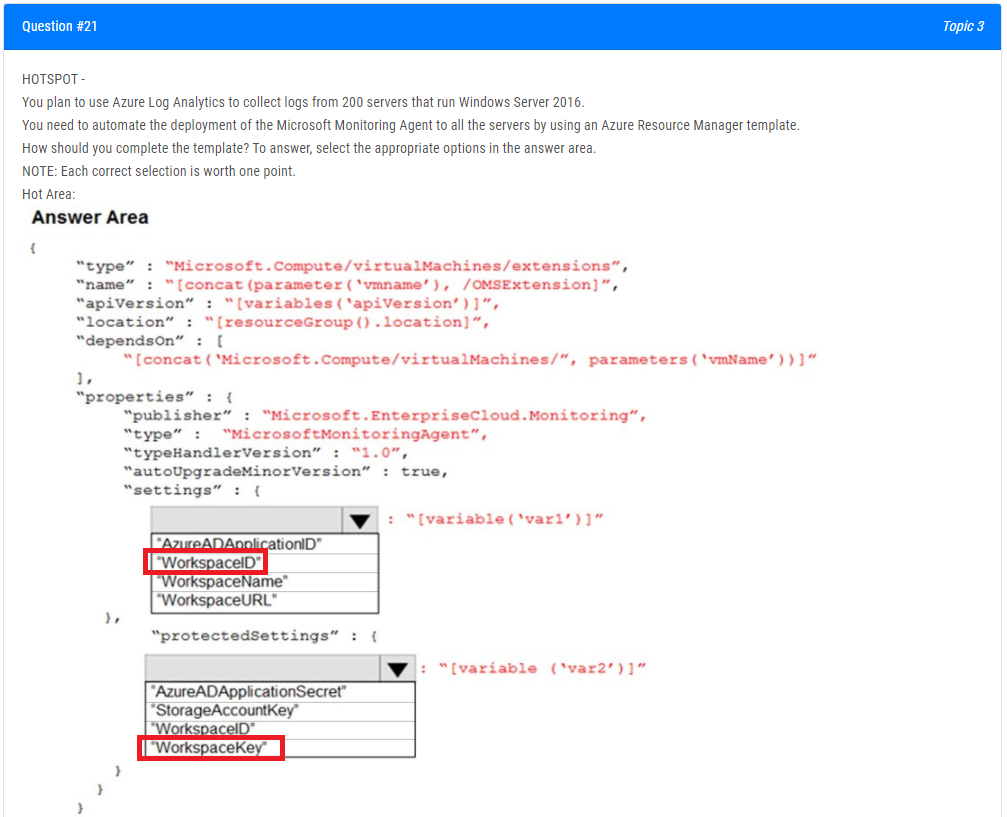 Question #21
Topic 3
HOTSPOT -
You plan to use Azure Log Analytics to collect logs from 200 servers that run Windows Server 2016.
You need to automate the deployment of the Microsoft Monitoring Agent to all the servers by using an Azure Resource Manager template.
How should you complete the template? To answer, select the appropriate options in the answer area.
NOTE: Each correct selection is worth one point.
Hot Area:
Answer Area
{
“type” : “Microsoft.Compute/virtualMachines/extensions”,
“name” : “[concat(parameter(‘vmname’), /OMSExtension]”,
“apiVersion” : “[variables(‘apiVersion’)]”,
“location” : “[resourceGroup().location]”,
“dependsOn” : [
“[concat(‘Microsoft.Compute/virtualMachines/”, parameters(‘vmName’))]”
],
“properties” : {
“publisher” : “Microsoft.EnterpriseCloud.Monitoring”,
“type” : “MicrosoftMonitoringAgent”,
“typeHandlerVersion” : “1.0”,
“autoUpgradeMinorVersion” : true,
“settings” : {
: “[variable(‘var1’)]”
"AzureADApplicationID"
"WorkspaceID"
"WorkspaceName"
"WorkspaceURL"
},
“protectedSettings” : {
: “[variable (‘var2’)]”
"AzureADApplicationSecret"
"StorageAccountKey"
"WorkspaceID"
"WorkspaceKey"
}
}
}